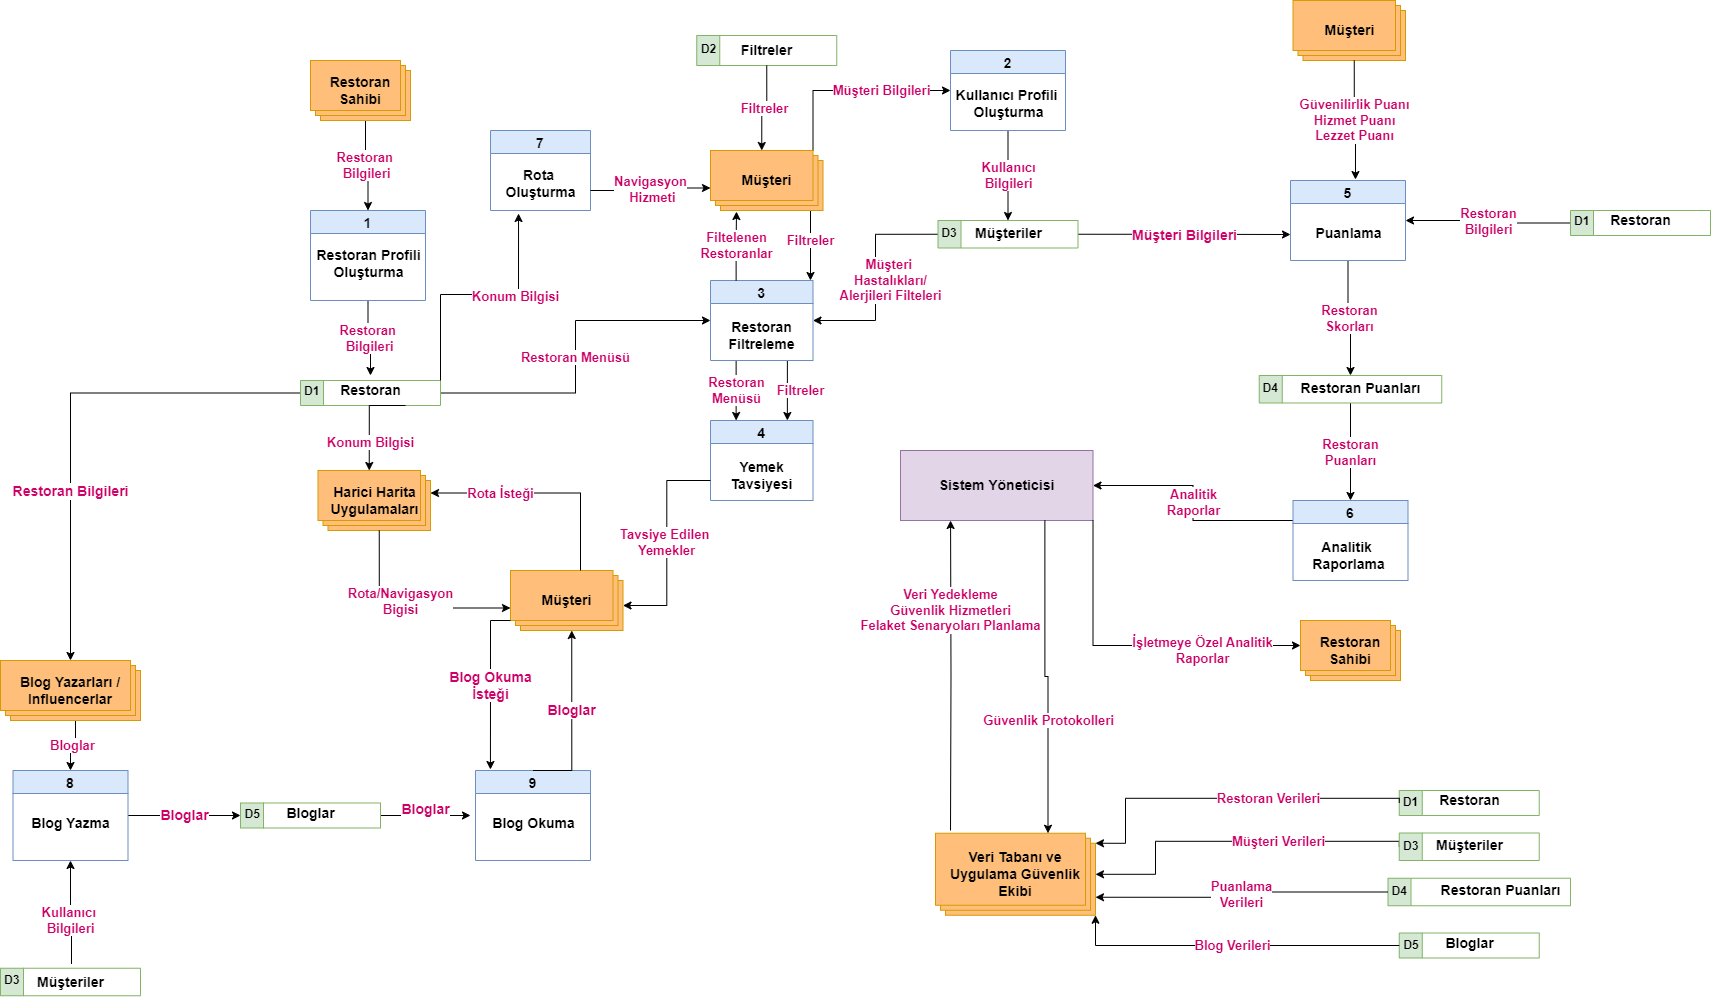 Müşteri
D2
Filtreler
2
Kullanıcı Profili
Oluşturma
Restoran
Sahibi
Müşteri Bilgileri
Filtreler
Güvenilirlik Puanı
Hizmet Puanı
Lezzet Puanı
7
Rota
Oluşturma
Restoran
Bilgileri
Navigasyon
Hizmeti
Müşteri
Kullanıcı
Bilgileri
5
Puanlama
Restoran
Bilgileri
D1
Restoran
1
Restoran Profili
Oluşturma
Filtelenen
Restoranlar
Filtreler
D3
Müşteriler
Müşteri Bilgileri
Müşteri
Hastalıkları/
Alerjileri Filteleri
Konum Bilgisi
3
Restoran
Filtreleme
Restoran
Skorları
Restoran
Bilgileri
Restoran Menüsü
D1
Restoran
Restoran
Menüsü
Filtreler
D4
Restoran Puanları
Konum Bilgisi
4
Yemek
Tavsiyesi
Restoran
Puanları
Restoran Bilgileri
Harici Harita
Uygulamaları
Rota İsteği
Sistem Yöneticisi
Analitik
Raporlar
6
Analitik
Raporlama
Tavsiye Edilen
Yemekler
Rota/Navigasyon
Bigisi
Müşteri
Veri Yedekleme
Güvenlik Hizmetleri
Felaket Senaryoları Planlama
İşletmeye Özel Analitik
Raporlar
Restoran
Sahibi
Blog Yazarları /
Influencerlar
Blog Okuma
İsteği
Bloglar
Güvenlik Protokolleri
Bloglar
8
Blog Yazma
Bloglar
D5
Bloglar
Bloglar
9
Blog Okuma
Restoran Verileri
D1
Restoran
Veri Tabanı ve
Uygulama Güvenlik
Ekibi
Müşteri Verileri
D3
Müşteriler
Puanlama
Verileri
D4
Restoran Puanları
Kullanıcı
Bilgileri
Blog Verileri
D5
Bloglar
D3
Müşteriler